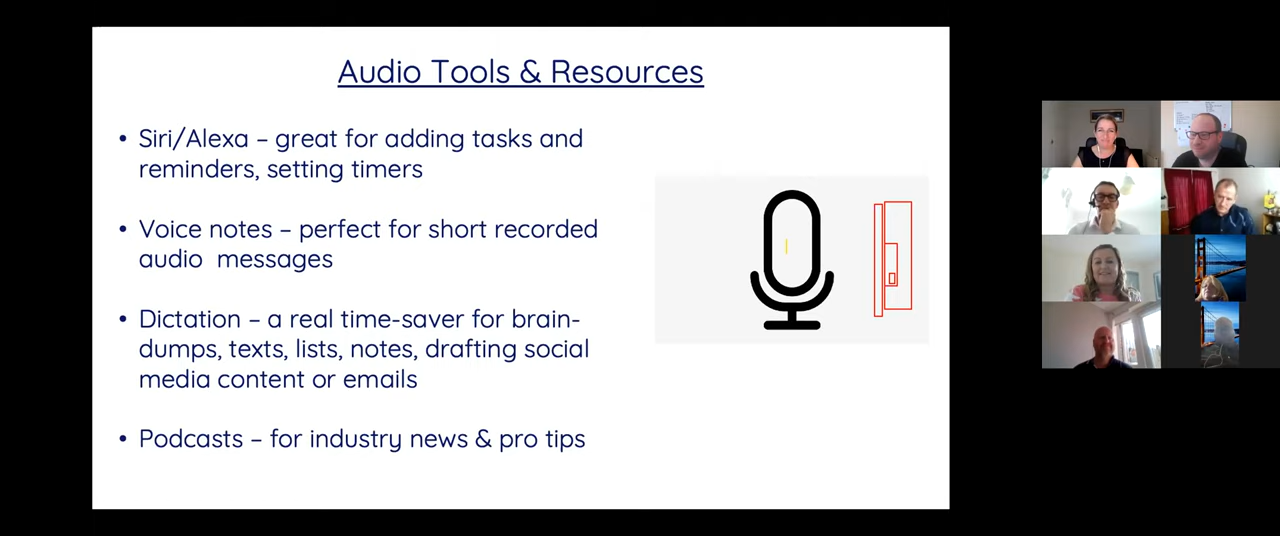 Audio Tools & Resources
• Siri/Alexa – great for adding tasks and
reminders, setting timers
• Voice notes – perfect for short recorded
audio  messages
• Dictation – a real time-saver for brain-
dumps, texts, lists, notes, drafting social
media content or emails
• Podcasts – for industry news & pro tips